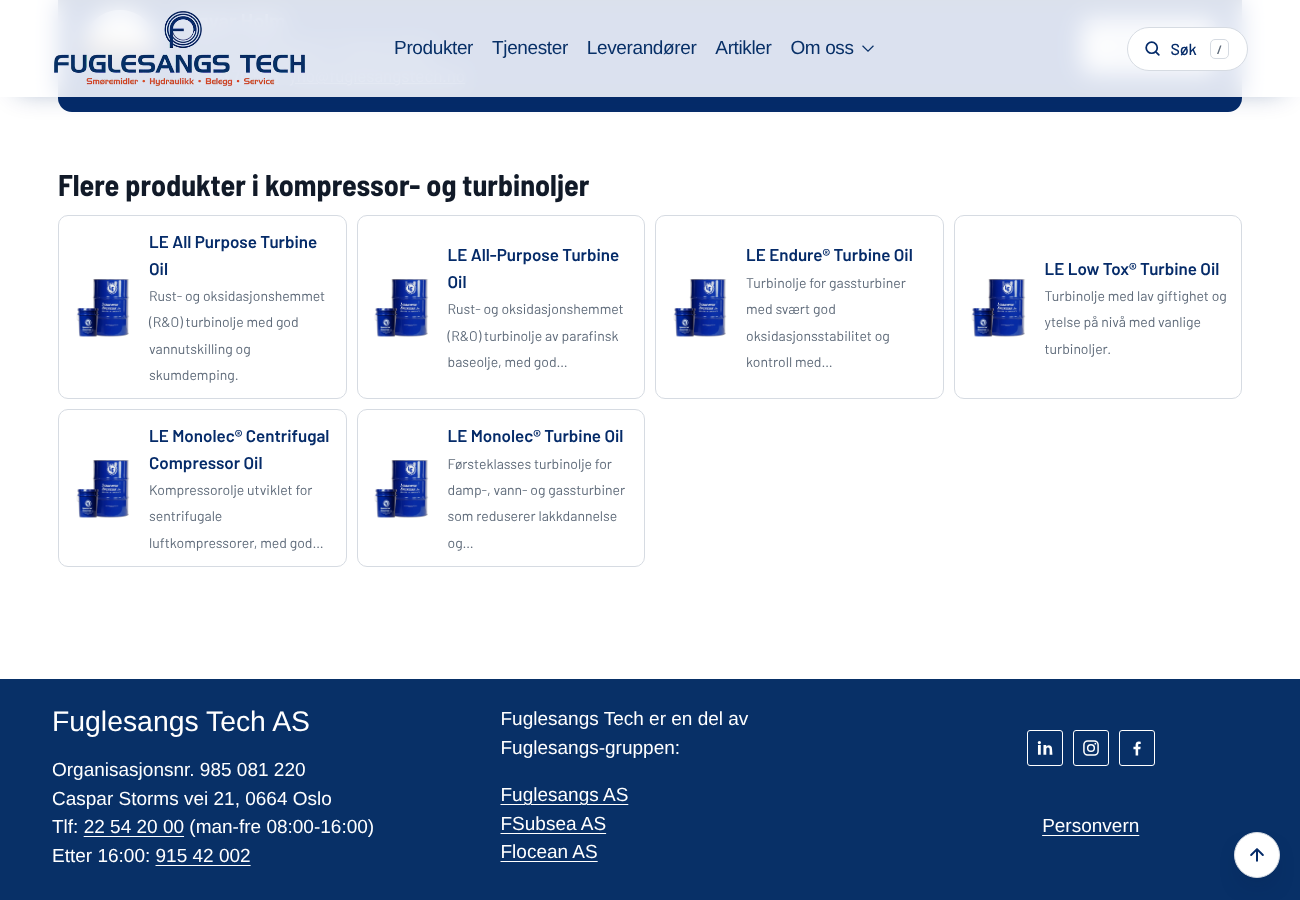 FUGLESANGS TECH
Smøremidler • Hydraulikk • Belegg • Service
Produkter Tjenester Leverandører Artikler Om oss
Søk /
Flere produkter i kompressor- og turbinoljer
LE All Purpose Turbine
Oil
Rust- og oksidasjonshemmet
(R&O) turbinolje med god
vannutskilling og
skumdemping.
LE All-Purpose Turbine
Oil
Rust- og oksidasjonshemmet
(R&O) turbinolje av parafinsk
baseolje, med god...
LE Endure® Turbine Oil
Turbinolje for gassturbiner
med svært god
oksidasjonsstabilitet og
kontroll med...
LE Low Tox® Turbine Oil
Turbinolje med lav giftighet og
ytelse på nivå med vanlige
turbinoljer.
LE Monolec® Centrifugal
Compressor Oil
Kompressorolje utviklet for
sentrifugale
luftkompressorer, med god...
LE Monolec® Turbine Oil
Førsteklasses turbinolje for
damp-, vann- og gassturbiner
som reduserer lakkdannelse
og...
Fuglesangs Tech AS
Organisasjonsnr. 985 081 220
Caspar Storms vei 21, 0664 Oslo
Tlf: 22 54 20 00 (man-fre 08:00-16:00)
Etter 16:00: 915 42 002
Fuglesangs Tech er en del av
Fuglesangs-gruppen:
Fuglesangs AS
FSubsea AS
Flocean AS
Personvern